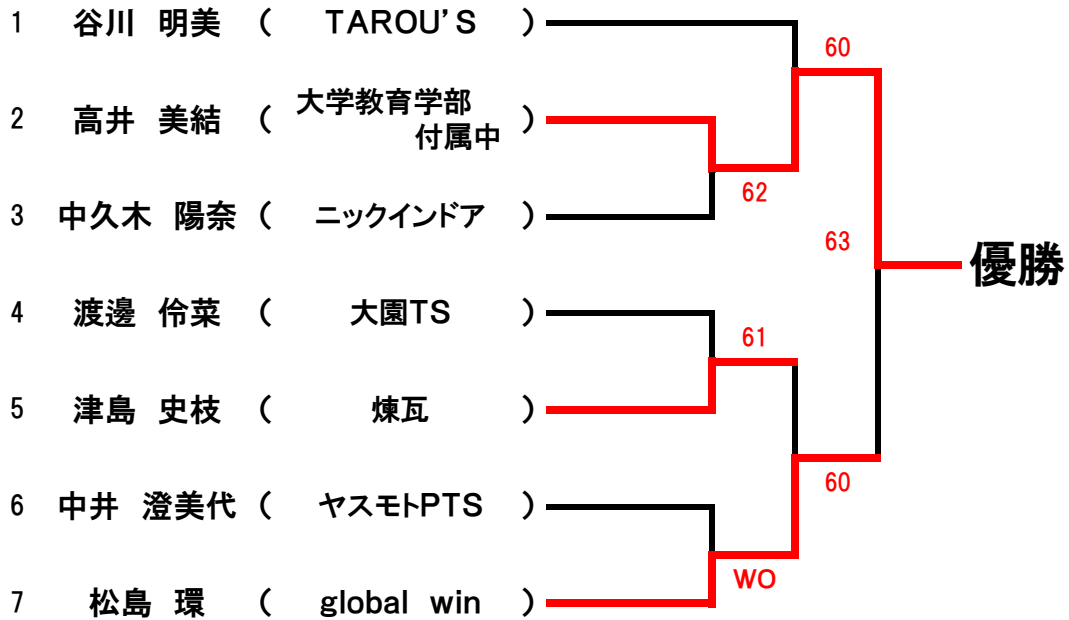 1 谷川 明美 ( TAROU'S )
60
2 高井 美結 ( 大学教育学部
付属中 )
62
3 中久木 陽奈 ( ニックインドア )
63
優勝
4 渡邊 伶菜 ( 大園TS )
61
5 津島 史枝 ( 煉瓦 )
60
6 中井 澄美代 ( ヤスモトPTS )
WO
7 松島 環 ( global win )